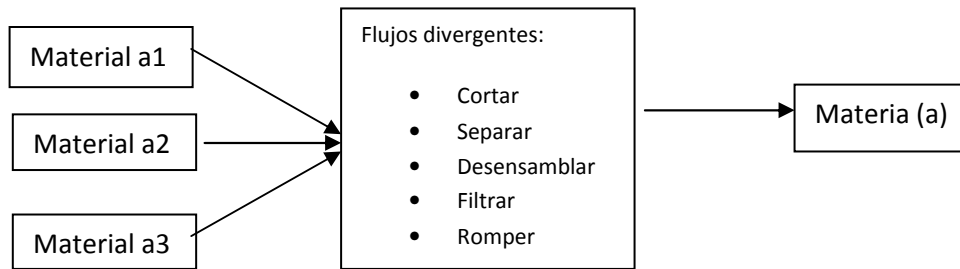 Material a1
Material a2
Material a3
Flujos divergentes:
• Cortar
• Separar
• Desensamblar
• Filtrar
• Romper
Materia (a)